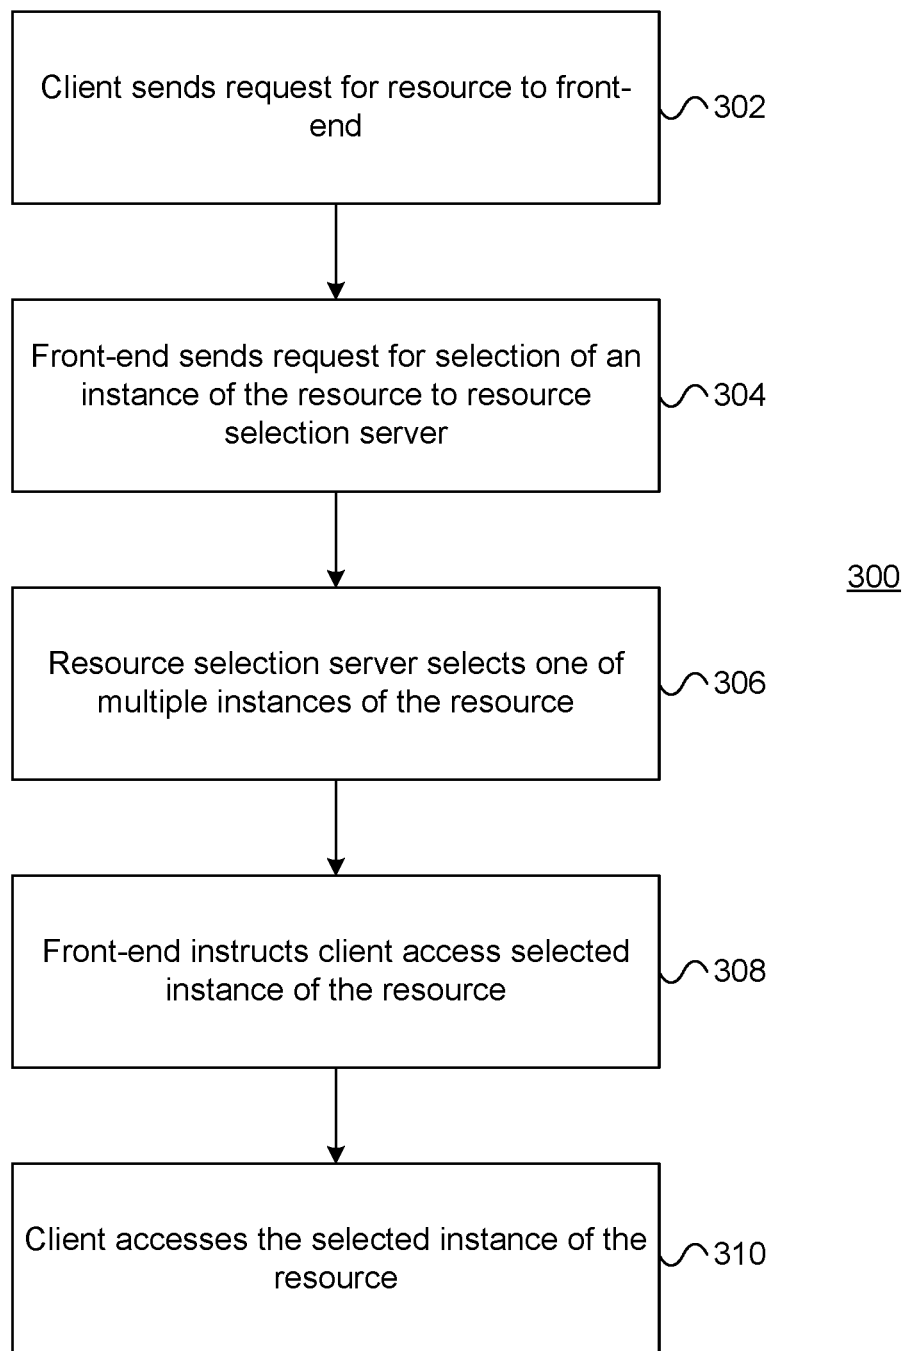 Client sends request for resource to front-
end
302
Front-end sends request for selection of an
instance of the resource to resource
selection server
304
300
Resource selection server selects one of
multiple instances of the resource
306
Front-end instructs client access selected
instance of the resource
308
Client accesses the selected instance of the
resource
310